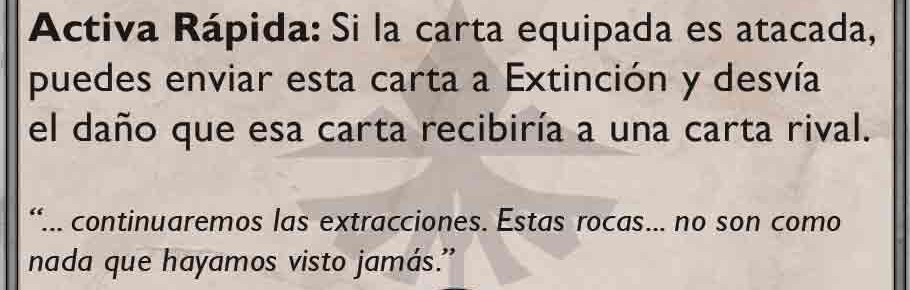 Activa Rápida: Si la carta equipada es atacada,
puedes enviar esta carta a Extinción y desvía
el daño que esa carta recibiría a una carta rival.
“... continuaremos las extracciones. Estas rocas... no son como
nada que hayamos visto jamás.”